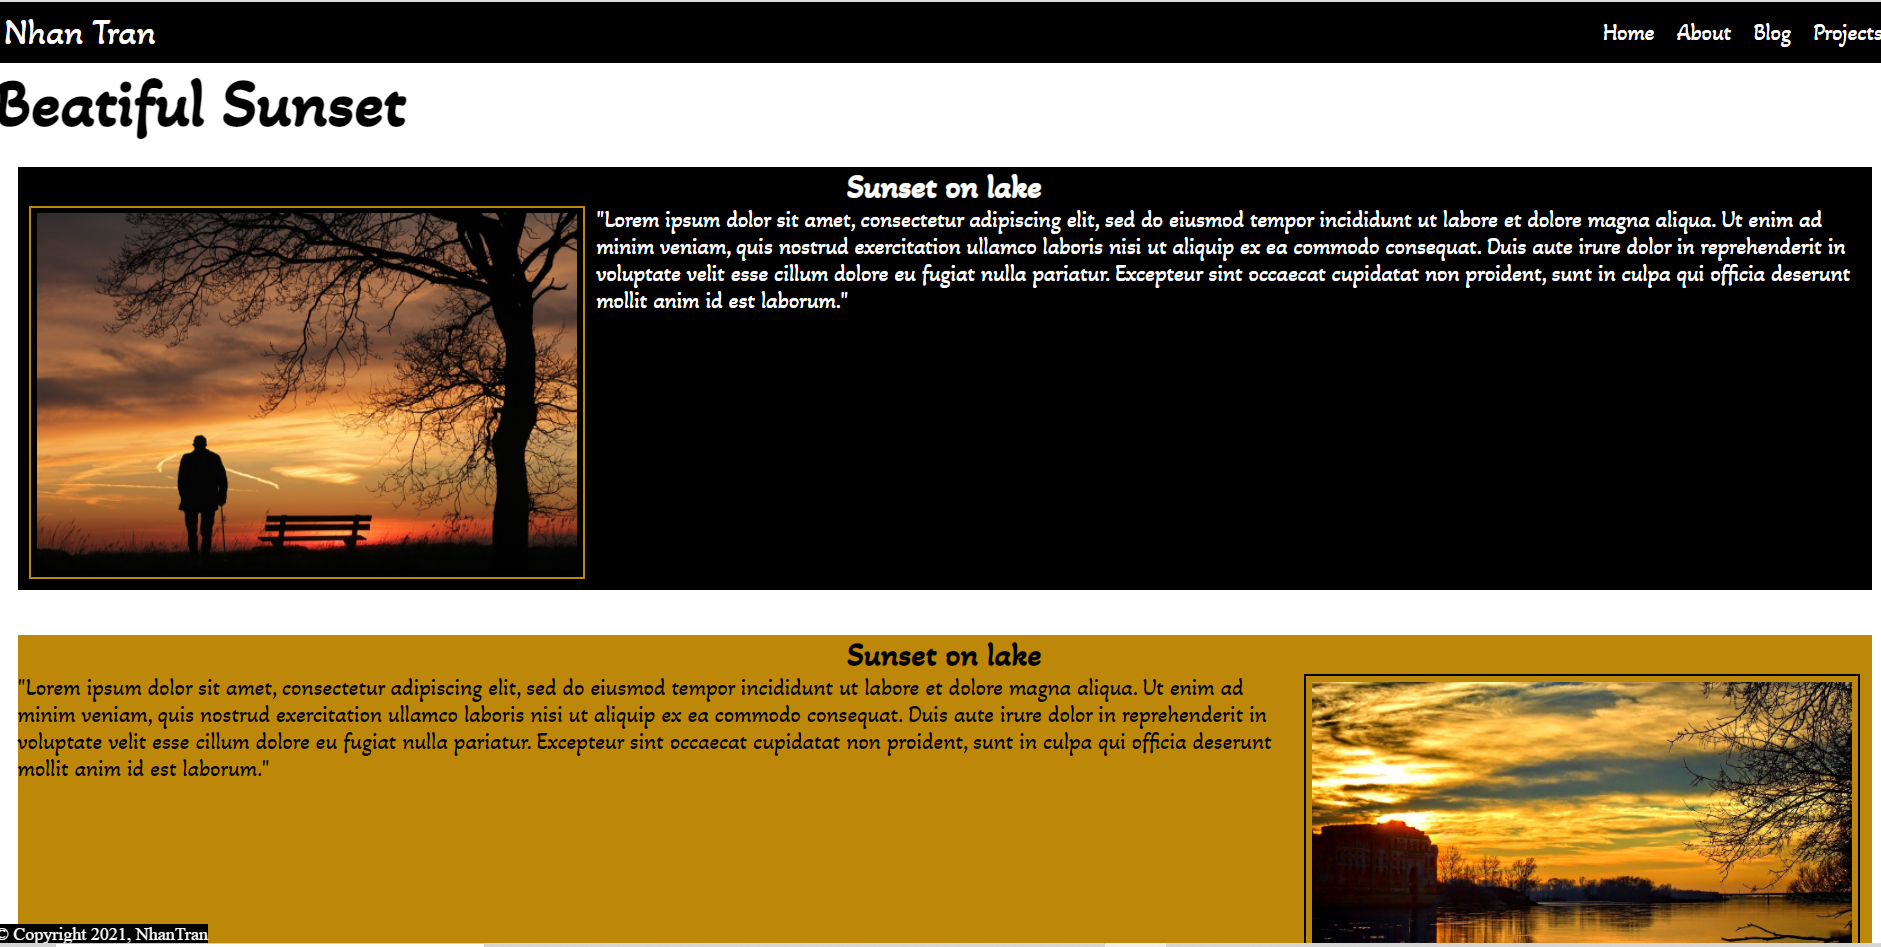 Nhan Tran
Home About Blog Projects
Beatiful Sunset
Sunset on lake
"Lorem ipsum dolor sit amet, consectetur adipiscing elit, sed do eiusmod tempor incididunt ut labore et dolore magna aliqua. Ut enim ad
minim veniam, quis nostrud exercitation ullamco laboris nisi ut aliquip ex ea commodo consequat. Duis aute irure dolor in reprehenderit in
voluptate velit esse cillum dolore eu fugiat nulla pariatur. Excepteur sint occaecat cupidatat non proident, sunt in culpa qui officia deserunt
mollit anim id est laborum."
Sunset on lake
"Lorem ipsum dolor sit amet, consectetur adipiscing elit, sed do eiusmod tempor incididunt ut labore et dolore magna aliqua. Ut enim ad
minim veniam, quis nostrud exercitation ullamco laboris nisi ut aliquip ex ea commodo consequat. Duis aute irure dolor in reprehenderit in
voluptate velit esse cillum dolore eu fugiat nulla pariatur. Excepteur sint occaecat cupidatat non proident, sunt in culpa qui officia deserunt
mollit anim id est laborum."
© Copyright 2021, NhanTran